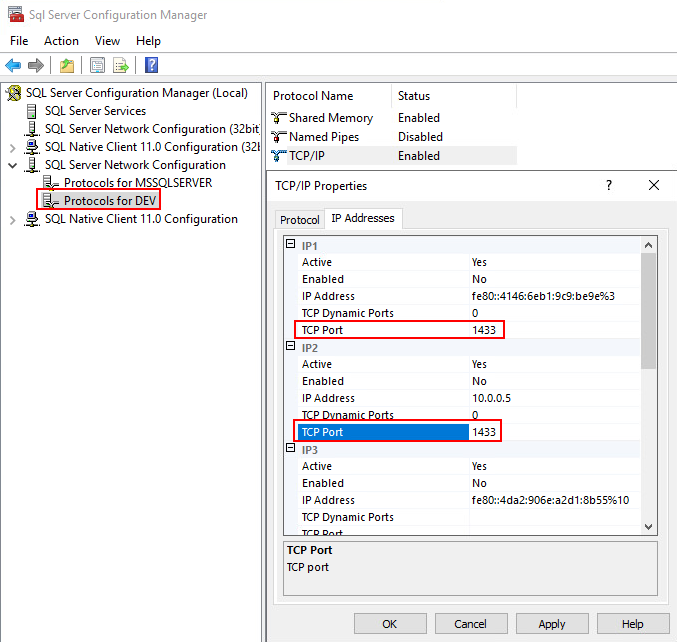 Sql Server Configuration Manager
File Action View Help
SQL Server Configuration Manager (Local)
SQL Server Services
SQL Server Network Configuration (32bit
SQL Native Client 11.0 Configuration (32
SQL Server Network Configuration
Protocols for MSSQLSERVER
Protocols for DEV
SQL Native Client 11.0 Configuration
Protocol Name Status
Shared Memory Enabled
Named Pipes Disabled
TCP/IP Enabled
TCP/IP Properties ?
Protocol IP Addresses
IP1
Active Yes
Enabled No
IP Address fe80::4146:6eb1:9c9:be9e%3
TCP Dynamic Ports 0
TCP Port 1433
IP2
Active Yes
Enabled No
IP Address 10.0.0.5
TCP Dynamic Ports 0
TCP Port 1433
IP3
Active Yes
Enabled No
IP Address fe80::4da2:906e:a2d1:8b55%10
TCP Dynamic Ports
TCP Port
TCP Port
TCP port
OK Cancel Apply Help